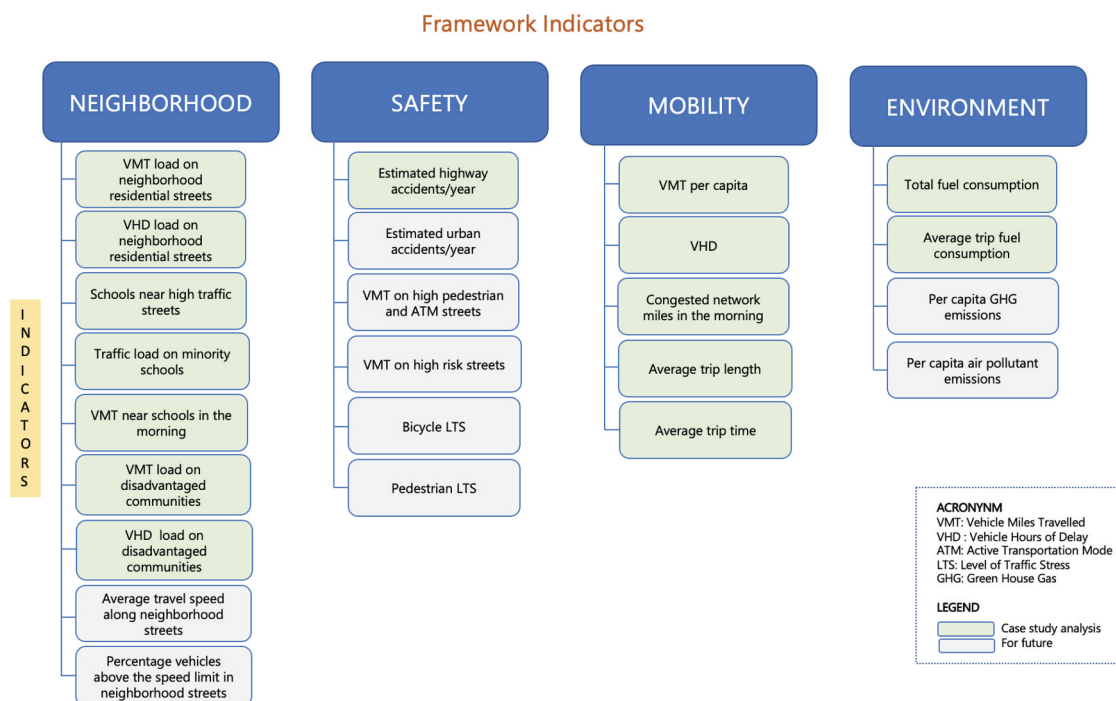 Framework Indicators
NEIGHBORHOOD
VMT load on
neighborhood
residential streets
VHD load on
neighborhood
residential streets
Schools near high traffic
streets
Traffic load on minority
schools
VMT near schools in the
morning
VMT load on
disadvantaged
communities
VHD load on
disadvantaged
communities
Average travel speed
along neighborhood
streets
Percentage vehicles
above the speed limit in
neighborhood streets
SAFETY
Estimated highway
accidents/year
Estimated urban
accidents/year
VMT on high pedestrian
and ATM streets
VMT on high risk streets
Bicycle LTS
Pedestrian LTS
MOBILITY
VMT per capita
VHD
Congested network
miles in the morning
Average trip length
Average trip time
ENVIRONMENT
Total fuel consumption
Average trip fuel
consumption
Per capita GHG
emissions
Per capita air pollutant
emissions
INDICATORS
ACRONYNM
VMT: Vehicle Miles Travelled
VHD : Vehicle Hours of Delay
ATM: Active Transportation Mode
LTS: Level of Traffic Stress
GHG: Green House Gas
LEGEND
Case study analysis
For future